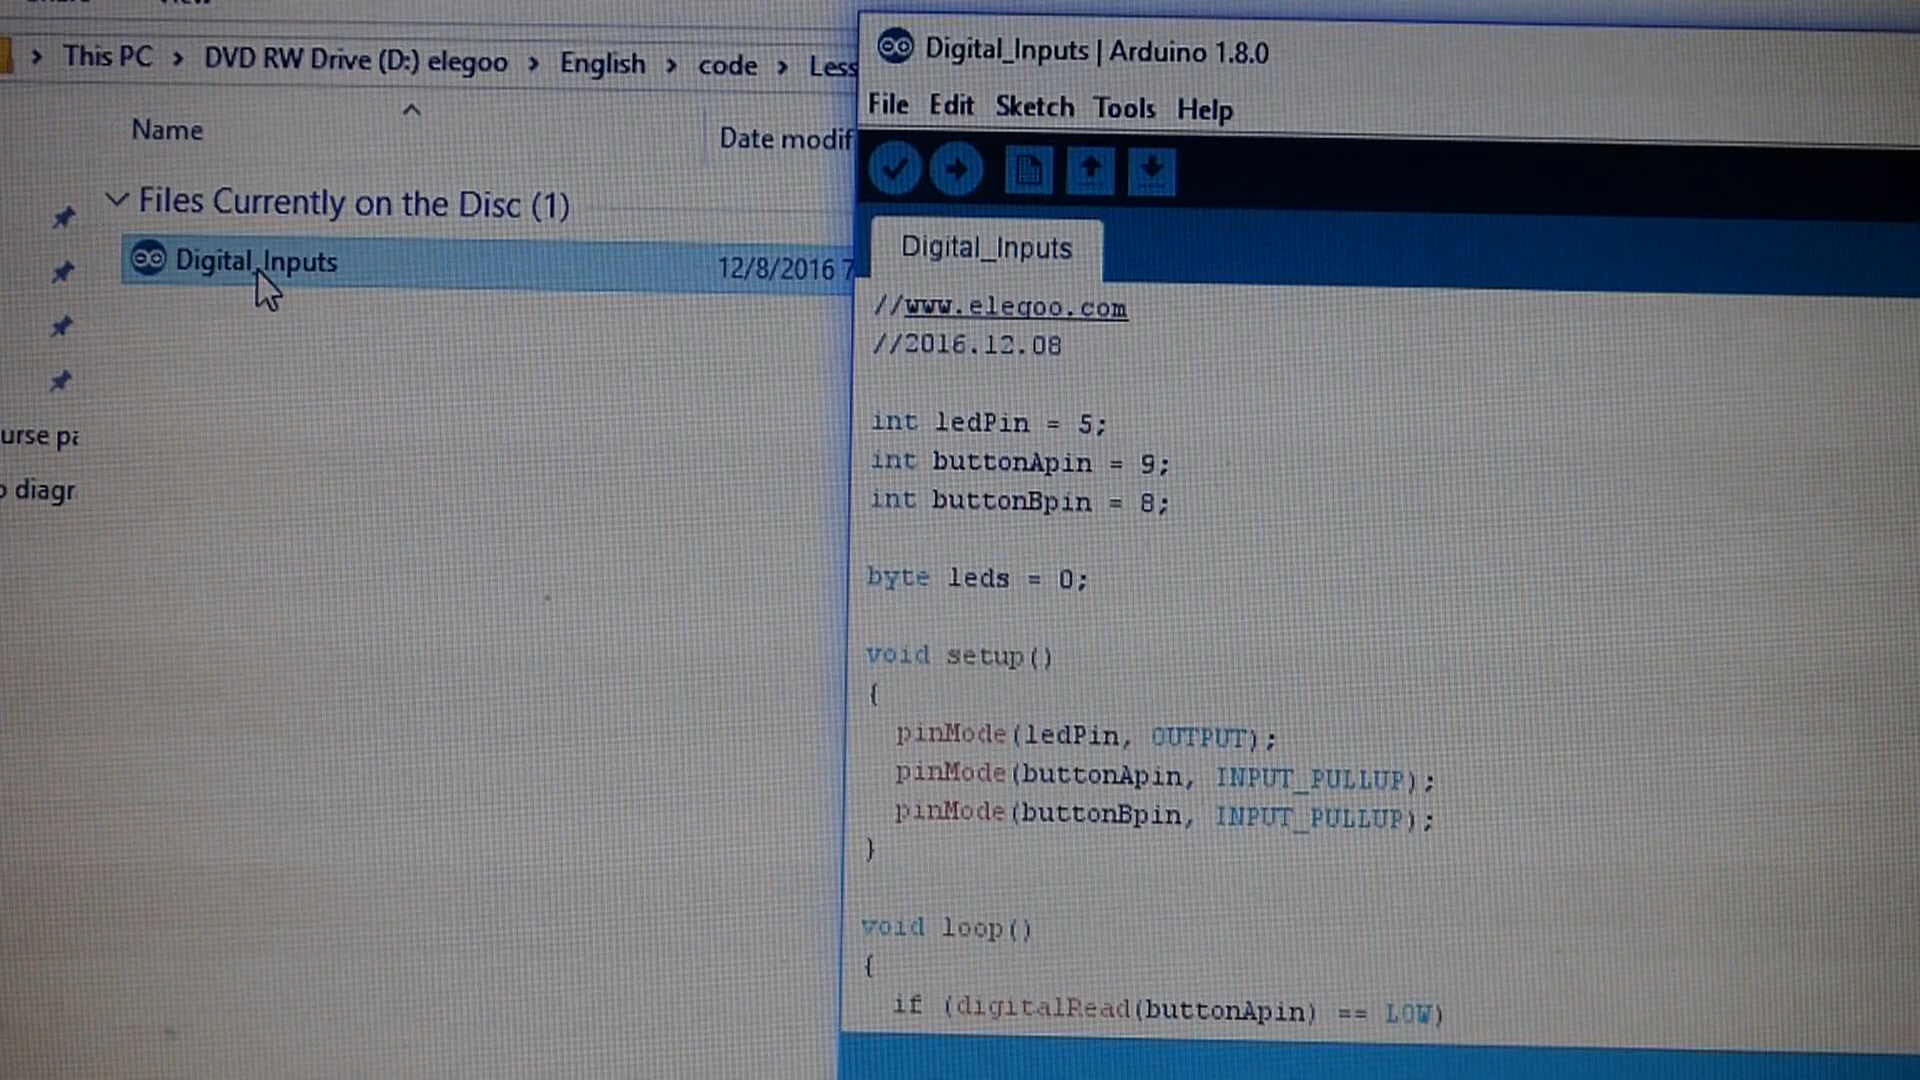 This PC > DVD RW Drive (D:) elegoo > English > code > Less
Name
Date modif
Files Currently on the Disc (1)
Digital_Inputs
12/8/2016 7
urse pa
diagr
Digital_Inputs | Arduino 1.8.0
File Edit Sketch Tools Help
Digital_Inputs
//www.elegoo.com
//2016.12.08
int ledPin = 5;
int buttonApin = 9;
int buttonBpin = 8;
byte leds = 0;
void setup()
{
pinMode(ledPin, OUTPUT);
pinMode(buttonApin, INPUT_PULLUP);
pinMode(buttonBpin, INPUT_PULLUP);
}
void loop()
{
if (digitalRead(buttonApin) == LOW)